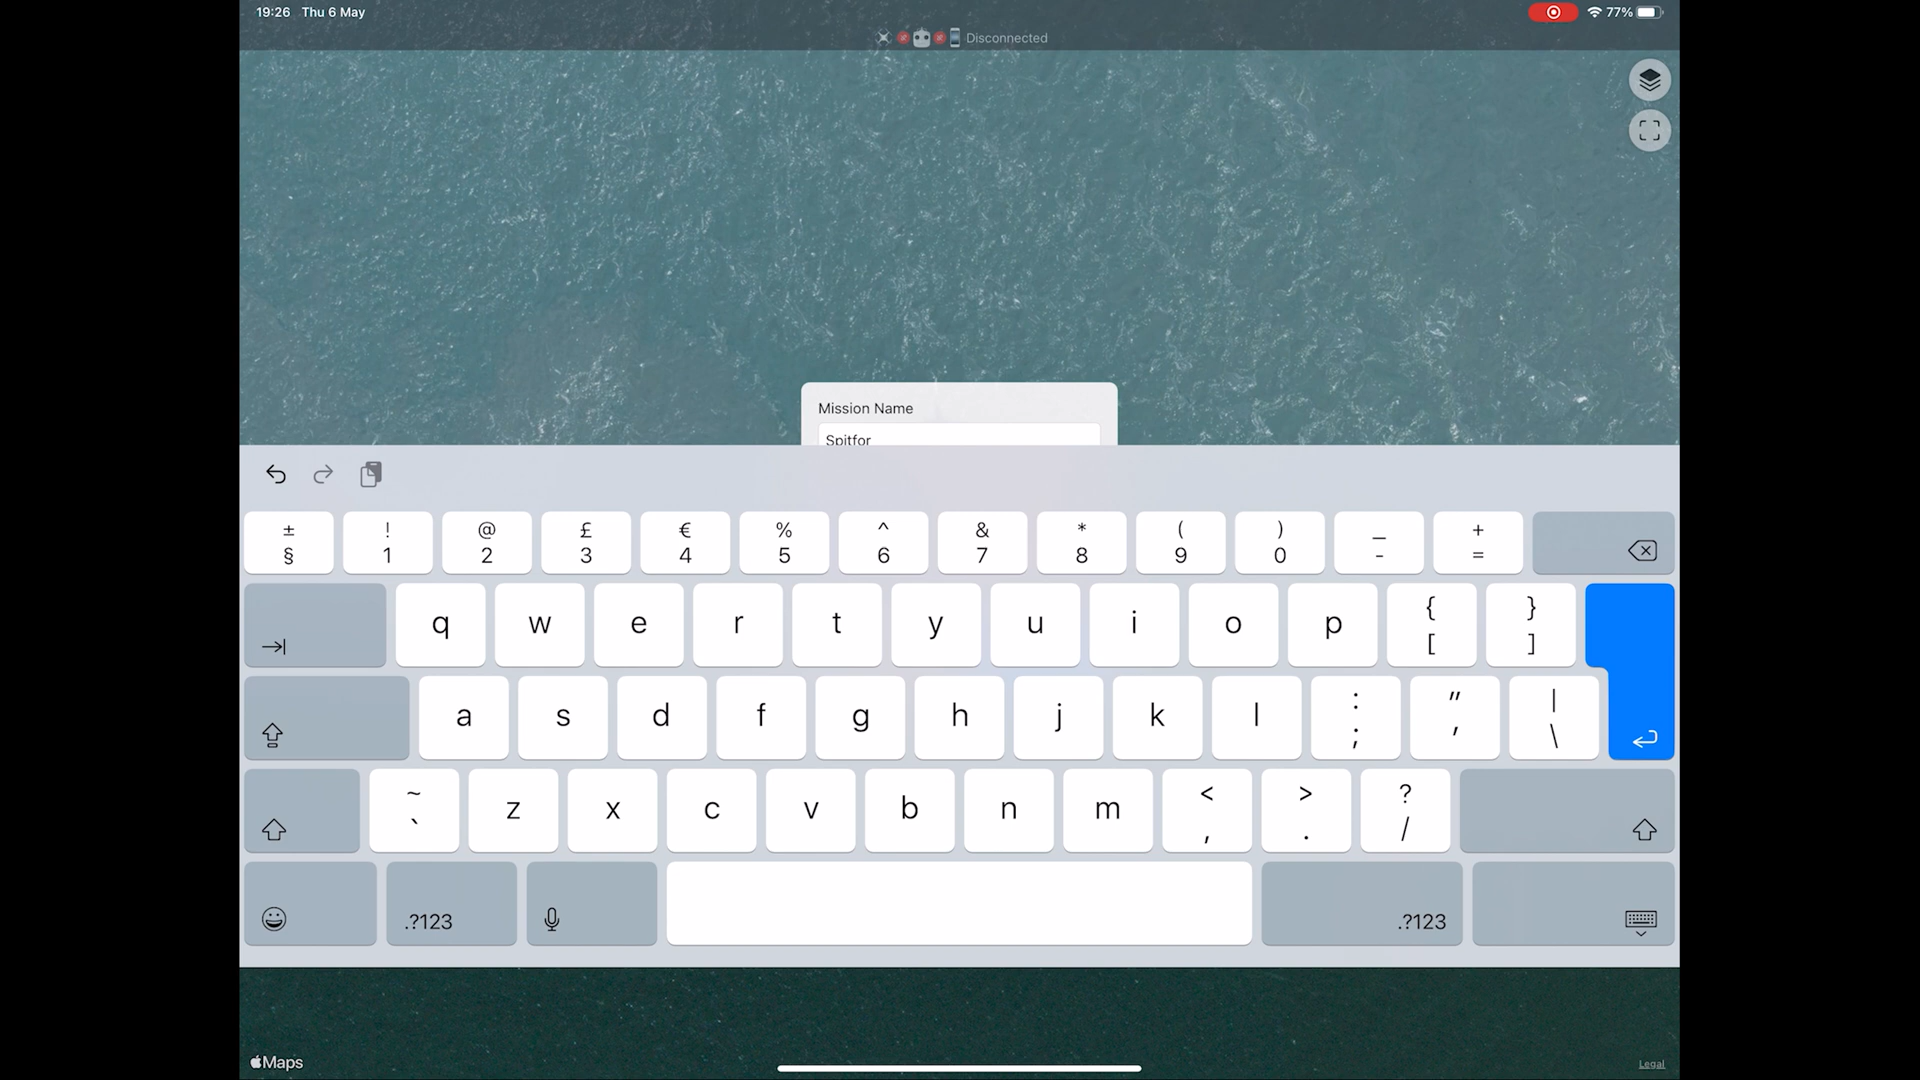 19:26 Thu 6 May
77%
Disconnected
Mission Name
Spitfor
± ! @ £ € % ^ & * ( ) _ +
§ 1 2 3 4 5 6 7 8 9 0 - =
q w e r t y u i o p { }
[ ]
a s d f g h j k l : " |
; ' \
~ z x c v b n m < > ?
` , . /
.?123 .?123
Maps
Legal